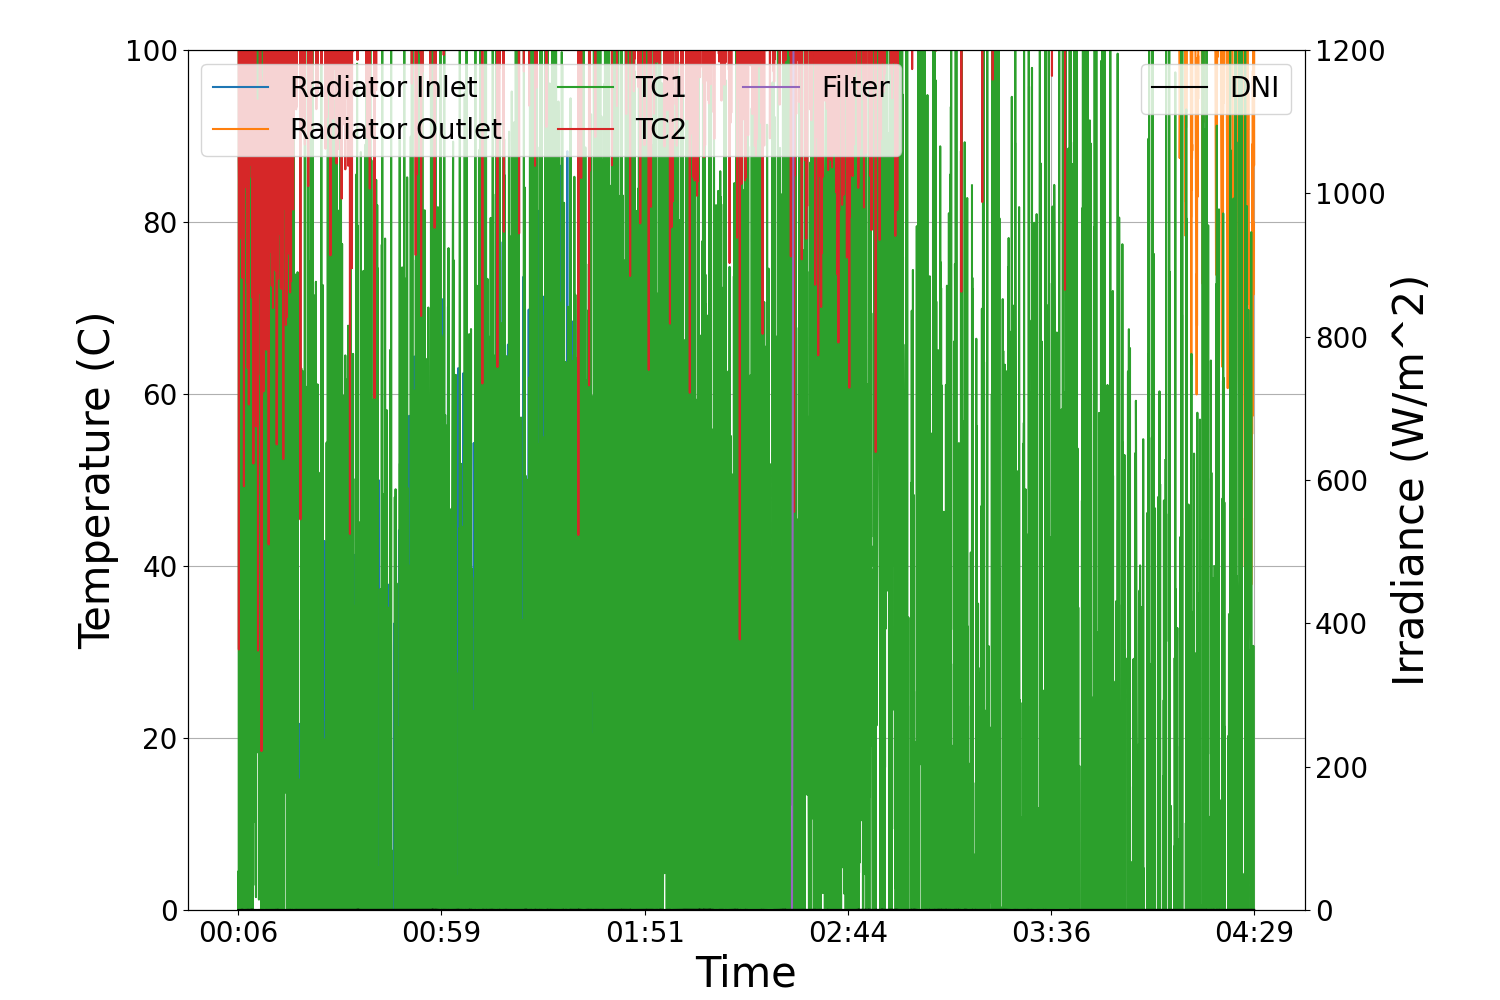 Radiator Inlet
Radiator Outlet
TC1
TC2
Filter
DNI
Temperature (C)
100
80
60
40
20
0
Irradiance (W/m^2)
1200
1000
800
600
400
200
0
00:06 00:59 01:51 02:44 03:36 04:29
Time